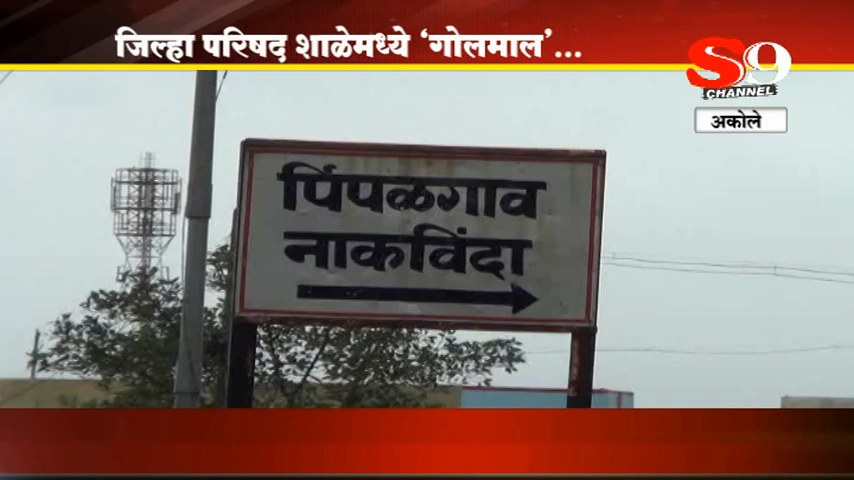 जिल्हा परिषद शाळेमध्ये ‘गोलमाल’...
S9
CHANNEL
अकोले
पिंपळगाव
नाकविंदा